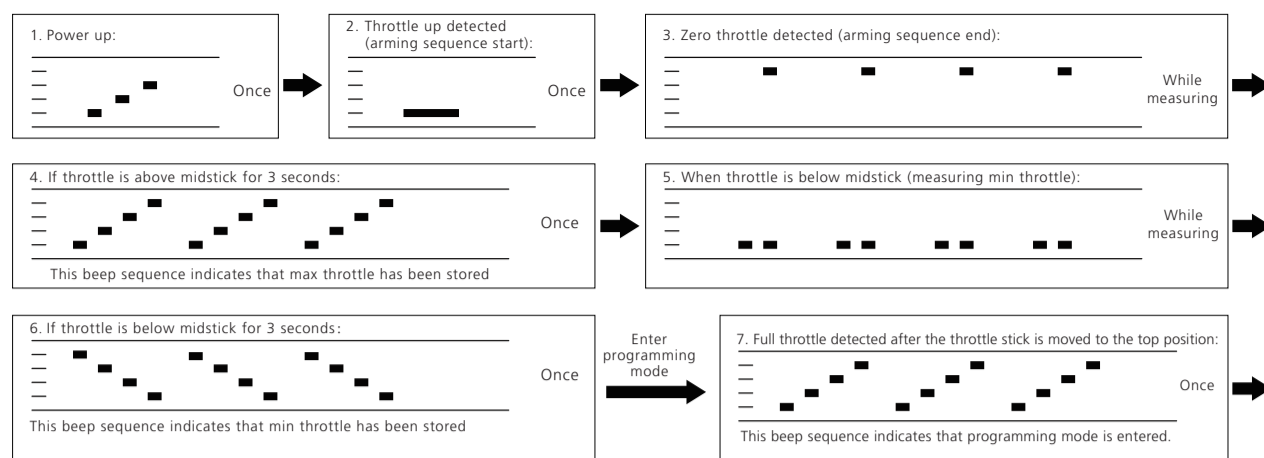 1. Power up:
Once
2. Throttle up detected
(arming sequence start):
Once
3. Zero throttle detected (arming sequence end):
While
measuring
4. If throttle is above midstick for 3 seconds:
Once
This beep sequence indicates that max throttle has been stored
5. When throttle is below midstick (measuring min throttle):
While
measuring
6. If throttle is below midstick for 3 seconds:
Once
This beep sequence indicates that min throttle has been stored
Enter
programming
mode
7. Full throttle detected after the throttle stick is moved to the top position:
Once
This beep sequence indicates that programming mode is entered.